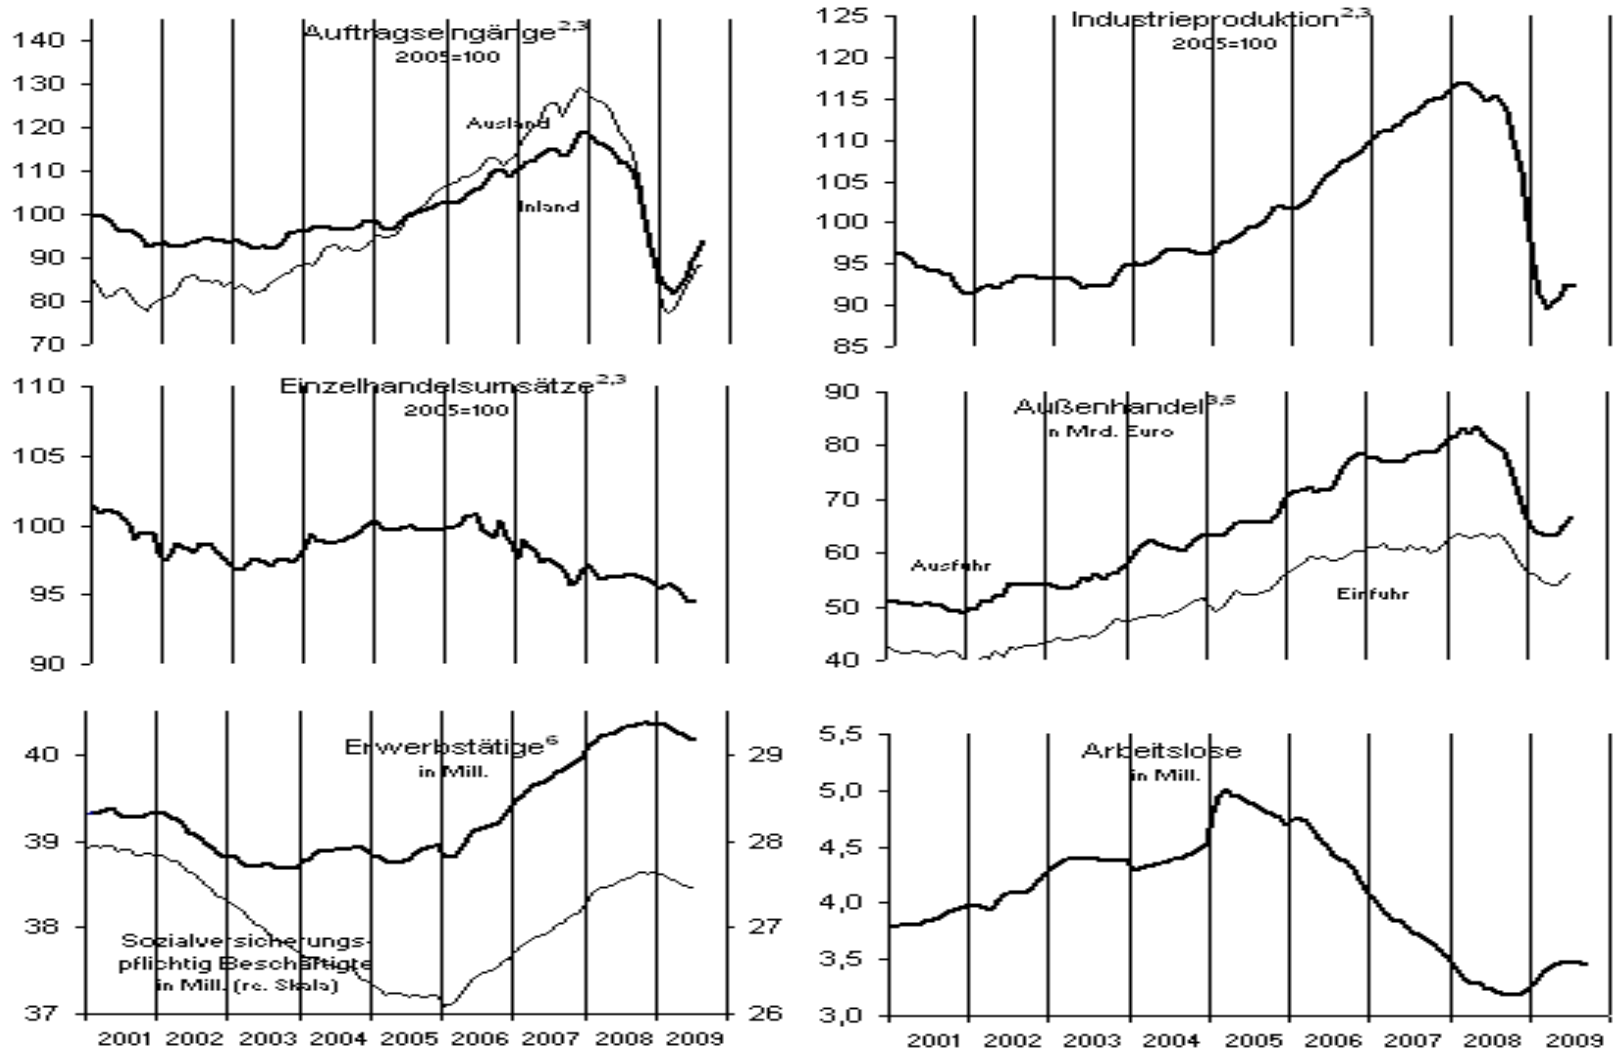 Auftragseingänge2,3
2005=100
140
130
120
110
100
90
80
70
Ausland
Inland
Industrieproduktion2,3
2005=100
125
120
115
110
105
100
95
90
85
Einzelhandelsumsätze2,3
2005=100
110
105
100
95
90
Außenhandel3,5
in Mrd. Euro
90
80
70
60
50
40
Ausfuhr
Einfuhr
Erwerbstätige6
in Mill.
40
39
38
37
29
28
27
26
Sozialversicherungs-
pflichtig Beschäftigte
in Mill. (re. Skala)
2001 2002 2003 2004 2005 2006 2007 2008 2009
Arbeitslose
in Mill.
5,5
5,0
4,5
4,0
3,5
3,0
2001 2002 2003 2004 2005 2006 2007 2008 2009